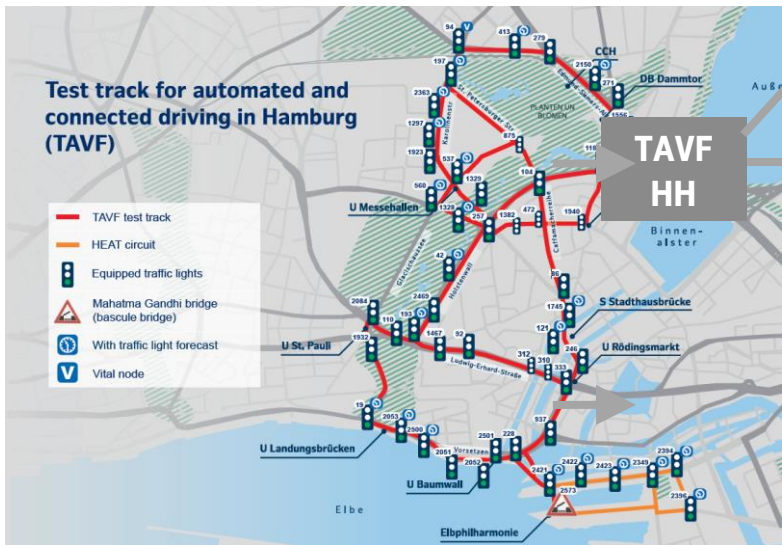 Test track for automated and
connected driving in Hamburg
(TAVF)
TAVF test track
HEAT circuit
Equipped traffic lights
Mahatma Gandhi bridge
(bascule bridge)
With traffic light forecast
V Vital node
94
V
413
279
CCH
2150
271
DB Dammtor
1556
Auße
197
St. Petersburger Str.
PLANTEN UN
BLOMEN
2363
Karolinenstr
1297
1923
875
118
TAVF
HH
537
1329
104
560
U Messehallen
1328
257
1382
472
1940
Caffamacherreihe
Binnen-
alster
Glacischaussee
42
Holstenwall
86
2084
110
193
2469
1745
S Stadthausbrücke
121
1932
U St. Pauli
1467
92
312
310
333
246
U Rödingsmarkt
Ludwig-Erhard-Straße
19
2053
2500
937
U Landungsbrücken
2051
Vorsetzen
2052
2501
228
U Baumwall
2421
2422
2423
2349
2394
2573
2396
Elbe
Elbphilharmonie